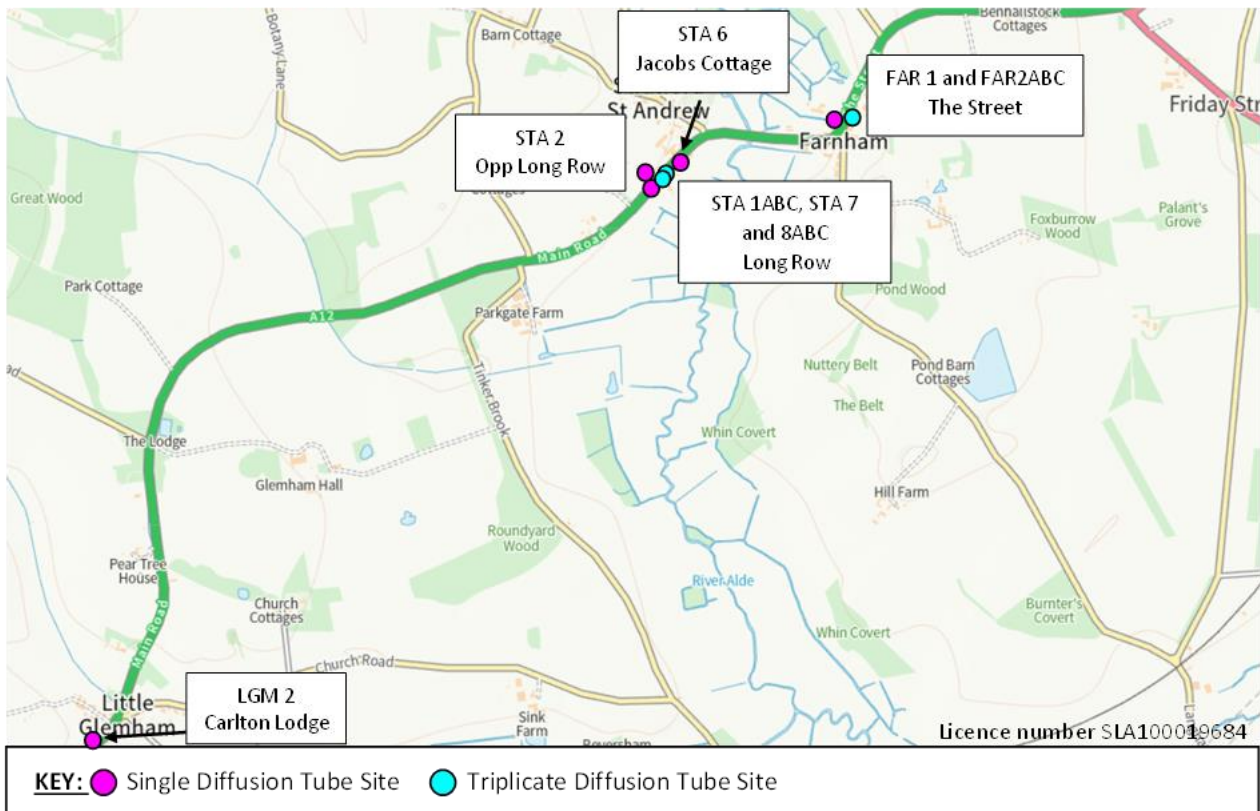 Benhallstock
Cottages
Botany Lane
Barn Cottage
STA 6
Jacobs Cottage
St Andrew
The Street
FAR 1 and FAR2ABC
The Street
Friday
Farnham
STA 2
Opp Long Row
Great Wood
STA 1ABC, STA 7
and 8ABC
Long Row
Foxburrow
Wood
Palant's
Grove
Main Road
Park Cottage
A12
Parkgate Farm
Pond Wood
Nuttery Belt
Pond Barn
Cottages
The Belt
Tinker Brook
Whin Covert
The Lodge
Glemham Hall
Hill Farm
Roundyard
Wood
Pear Tree
House
River Alde
Church
Cottages
Burnter's
Covert
Main Road
Whin Covert
Church Road
Little
Glemham
LGM 2
Carlton Lodge
Sink
Farm
Licence number SLA100019684
KEY: Single Diffusion Tube Site Triplicate Diffusion Tube Site